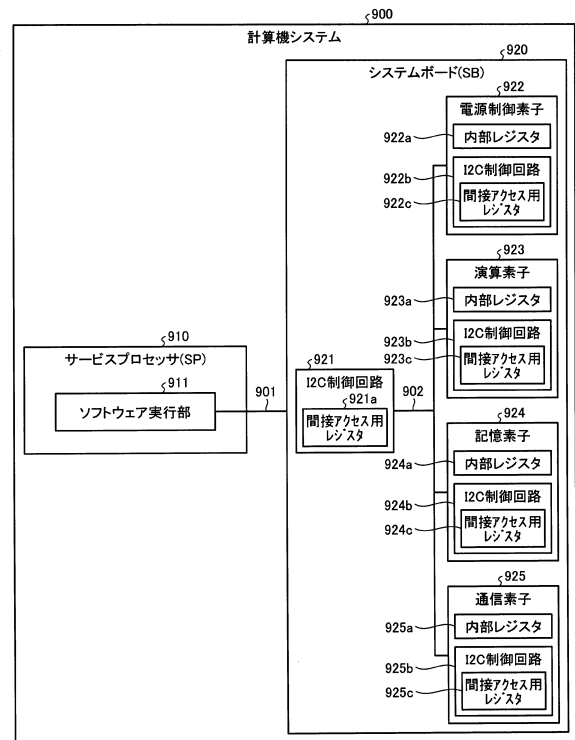 900
計算機システム
920
システムボード(SB)
922
電源制御素子
922a
内部レジスタ
922b
I2C制御回路
922c
間接アクセス用
レジスタ
923
演算素子
923a
内部レジスタ
923b
I2C制御回路
923c
間接アクセス用
レジスタ
910
サービスプロセッサ(SP)
911
ソフトウェア実行部
901
921
I2C制御回路
921a
間接アクセス用
レジスタ
902
924
記憶素子
924a
内部レジスタ
924b
I2C制御回路
924c
間接アクセス用
レジスタ
925
通信素子
925a
内部レジスタ
925b
I2C制御回路
925c
間接アクセス用
レジスタ